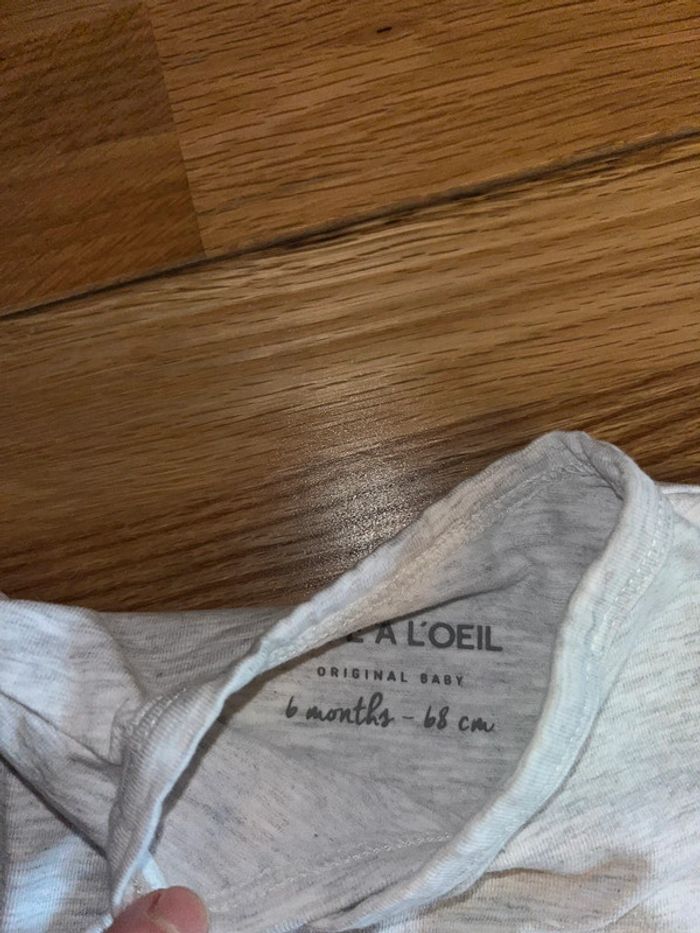 À L'OEIL
ORIGINAL BABY
6 months - 68 cm